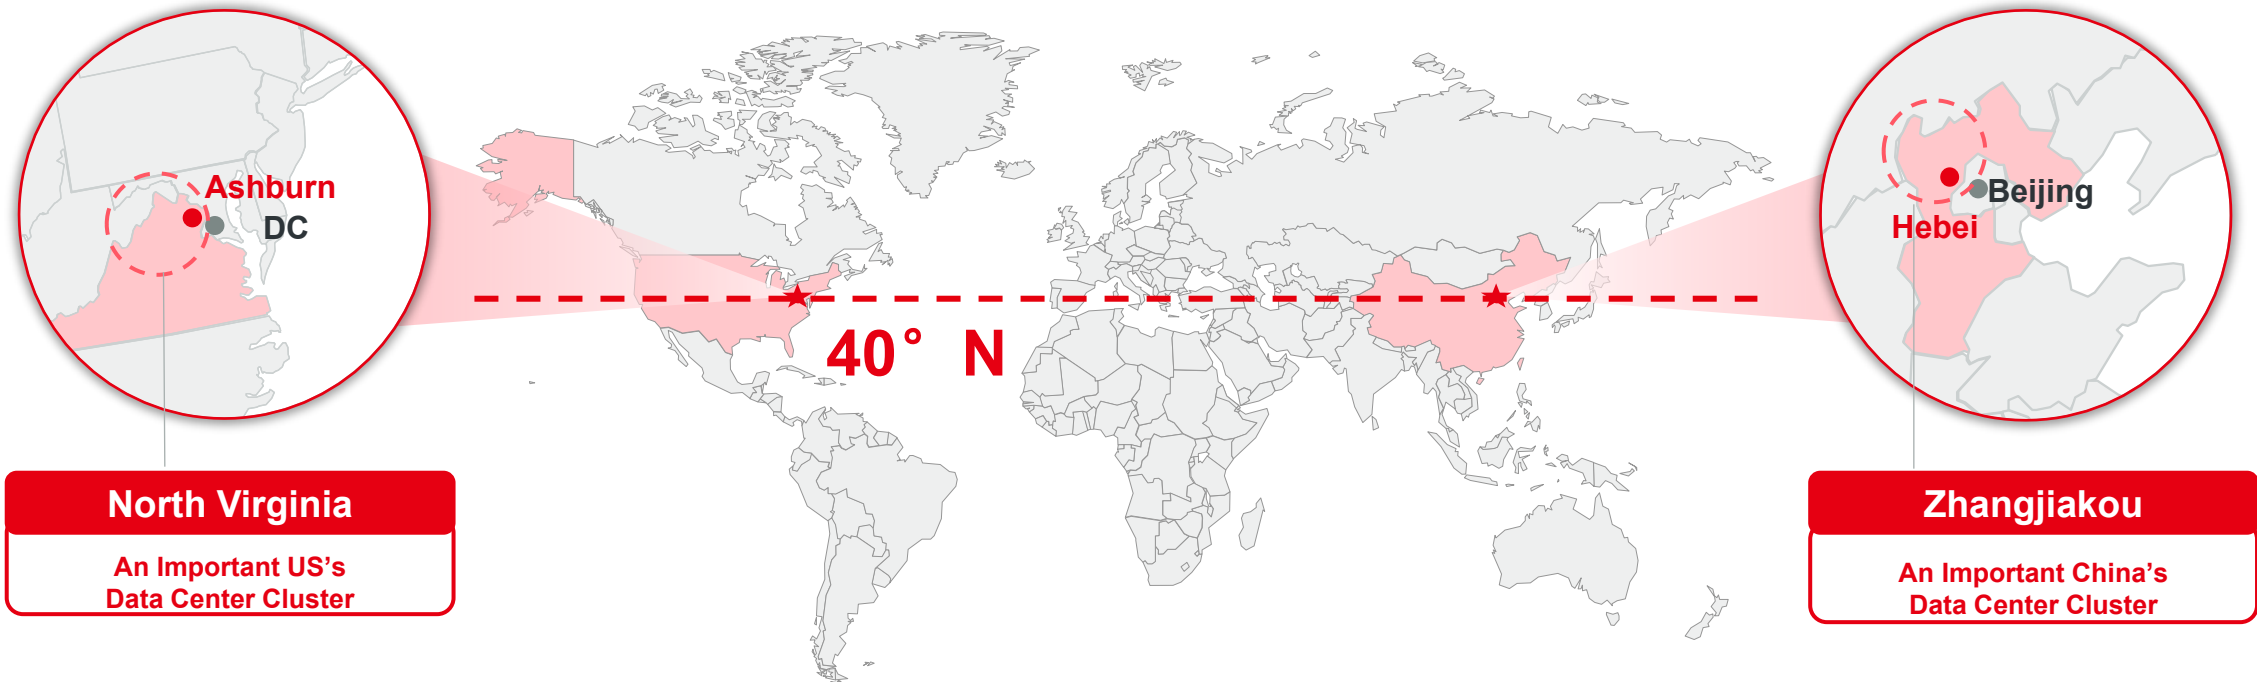 Ashburn
DC
North Virginia
An Important US’s
Data Center Cluster
40° N
Beijing
Hebei
Zhangjiakou
An Important China’s
Data Center Cluster